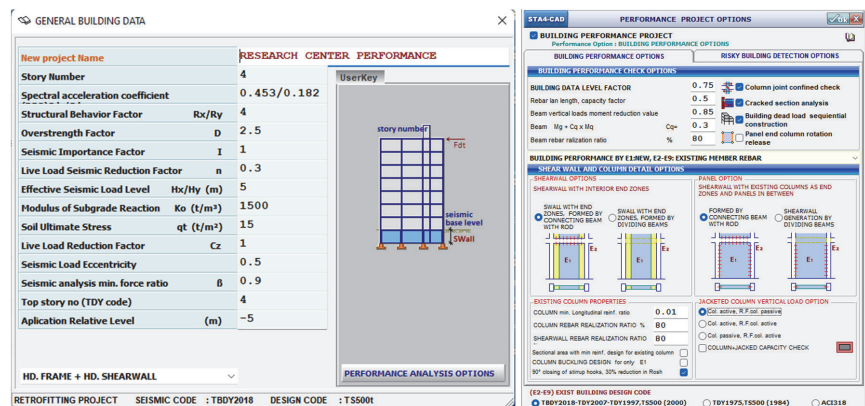 GENERAL BUILDING DATA
New project Name RESEARCH CENTER PERFORMANCE
Story Number 4
Spectral acceleration coefficient 0.453/0.182
Structural Behavior Factor Rx/Ry 4
Overstrength Factor D 2.5
Seismic Importance Factor I 1
Live Load Seismic Reduction Factor n 0.3
Effective Seismic Load Level Hx/Hy (m) 5
Modulus of Subgrade Reaction Ko (t/m³) 1500
Soil Ultimate Stress qt (t/m²) 15
Live Load Reduction Factor Cz 1
Seismic Load Eccentricity 0.5
Seismic analysis min. force ratio ß 0.9
Top story no (TDY code) 4
Aplication Relative Level (m) -5
HD. FRAME + HD. SHEARWALL
UserKey
story number
Fdt
seismic
base level
SWall
PERFORMANCE ANALYSIS OPTIONS
RETROFITTING PROJECT SEISMIC CODE : TBDY2018 DESIGN CODE : TS500t
STA4-CAD PERFORMANCE PROJECT OPTIONS
BUILDING PERFORMANCE PROJECT
Performance Option : BUILDING PERFORMANCE OPTIONS
BUILDING PERFORMANCE OPTIONS RISKY BUILDING DETECTION OPTIONS
BUILDING PERFORMANCE CHECK OPTIONS
BUILDING DATA LEVEL FACTOR 0.75 Column joint confined check
Rebar lan length, capacity factor 0.5 Cracked section analysis
Beam vertical loads moment reduction value 0.85 Building dead load sequiential
construction
Beam Mg + Cq x Mq Cq= 0.3
Beam rebar ralization ratio % 80 Panel end column rotation
release
BUILDING PERFORMANCE BY E1:NEW, E2-E9: EXISTING MEMBER REBAR
SHEAR WALL AND COLUMN DETAIL OPTIONS
SHEARWALL OPTIONS
SHEARWALL WITH INTERIOR END ZONES
SWALL WITH END
ZONES, FORMED BY
CONNECTING BEAM
WITH ROD
SWALL WITH END
ZONES, FORMED BY
DIVIDING BEAMS
E1
E1
PANEL OPTION
SHEARWALL WITH EXISTING COLUMNS AS END
ZONES AND PANELS IN BETWEEN
FORMED BY
CONNECTING BEAM
WITH ROD
SHEARWALL
GENERATION BY
DIVIDING BEAMS
E2
E1
E2
E1
EXISTING COLUMN PROPERTIES
COLUMN min. Longitudinal reinf. ratio 0.01
COLUMN REBAR REALIZATION RATIO % 80
SHEARWALL REBAR REALIZATION RATIO 80
Sectional area with min reinf. design for existing column
COLUMN BUCKLING DESIGN for only E1
90° closing of stirrup hooks, 30% reduction in Rosh
JACKETED COLUMN VERTICAL LOAD OPTION
Col. active, R.F.col. passive
Col. active, R.F.col. active
Col. passive, R.F.col. active
COLUMN+JACKED CAPACITY CHECK
(E2-E9) EXIST BUILDING DESIGN CODE
TBDY2018-TDY2007-TDY1997,TS500 (2000) TDY1975,TS500 (1984) ACI318